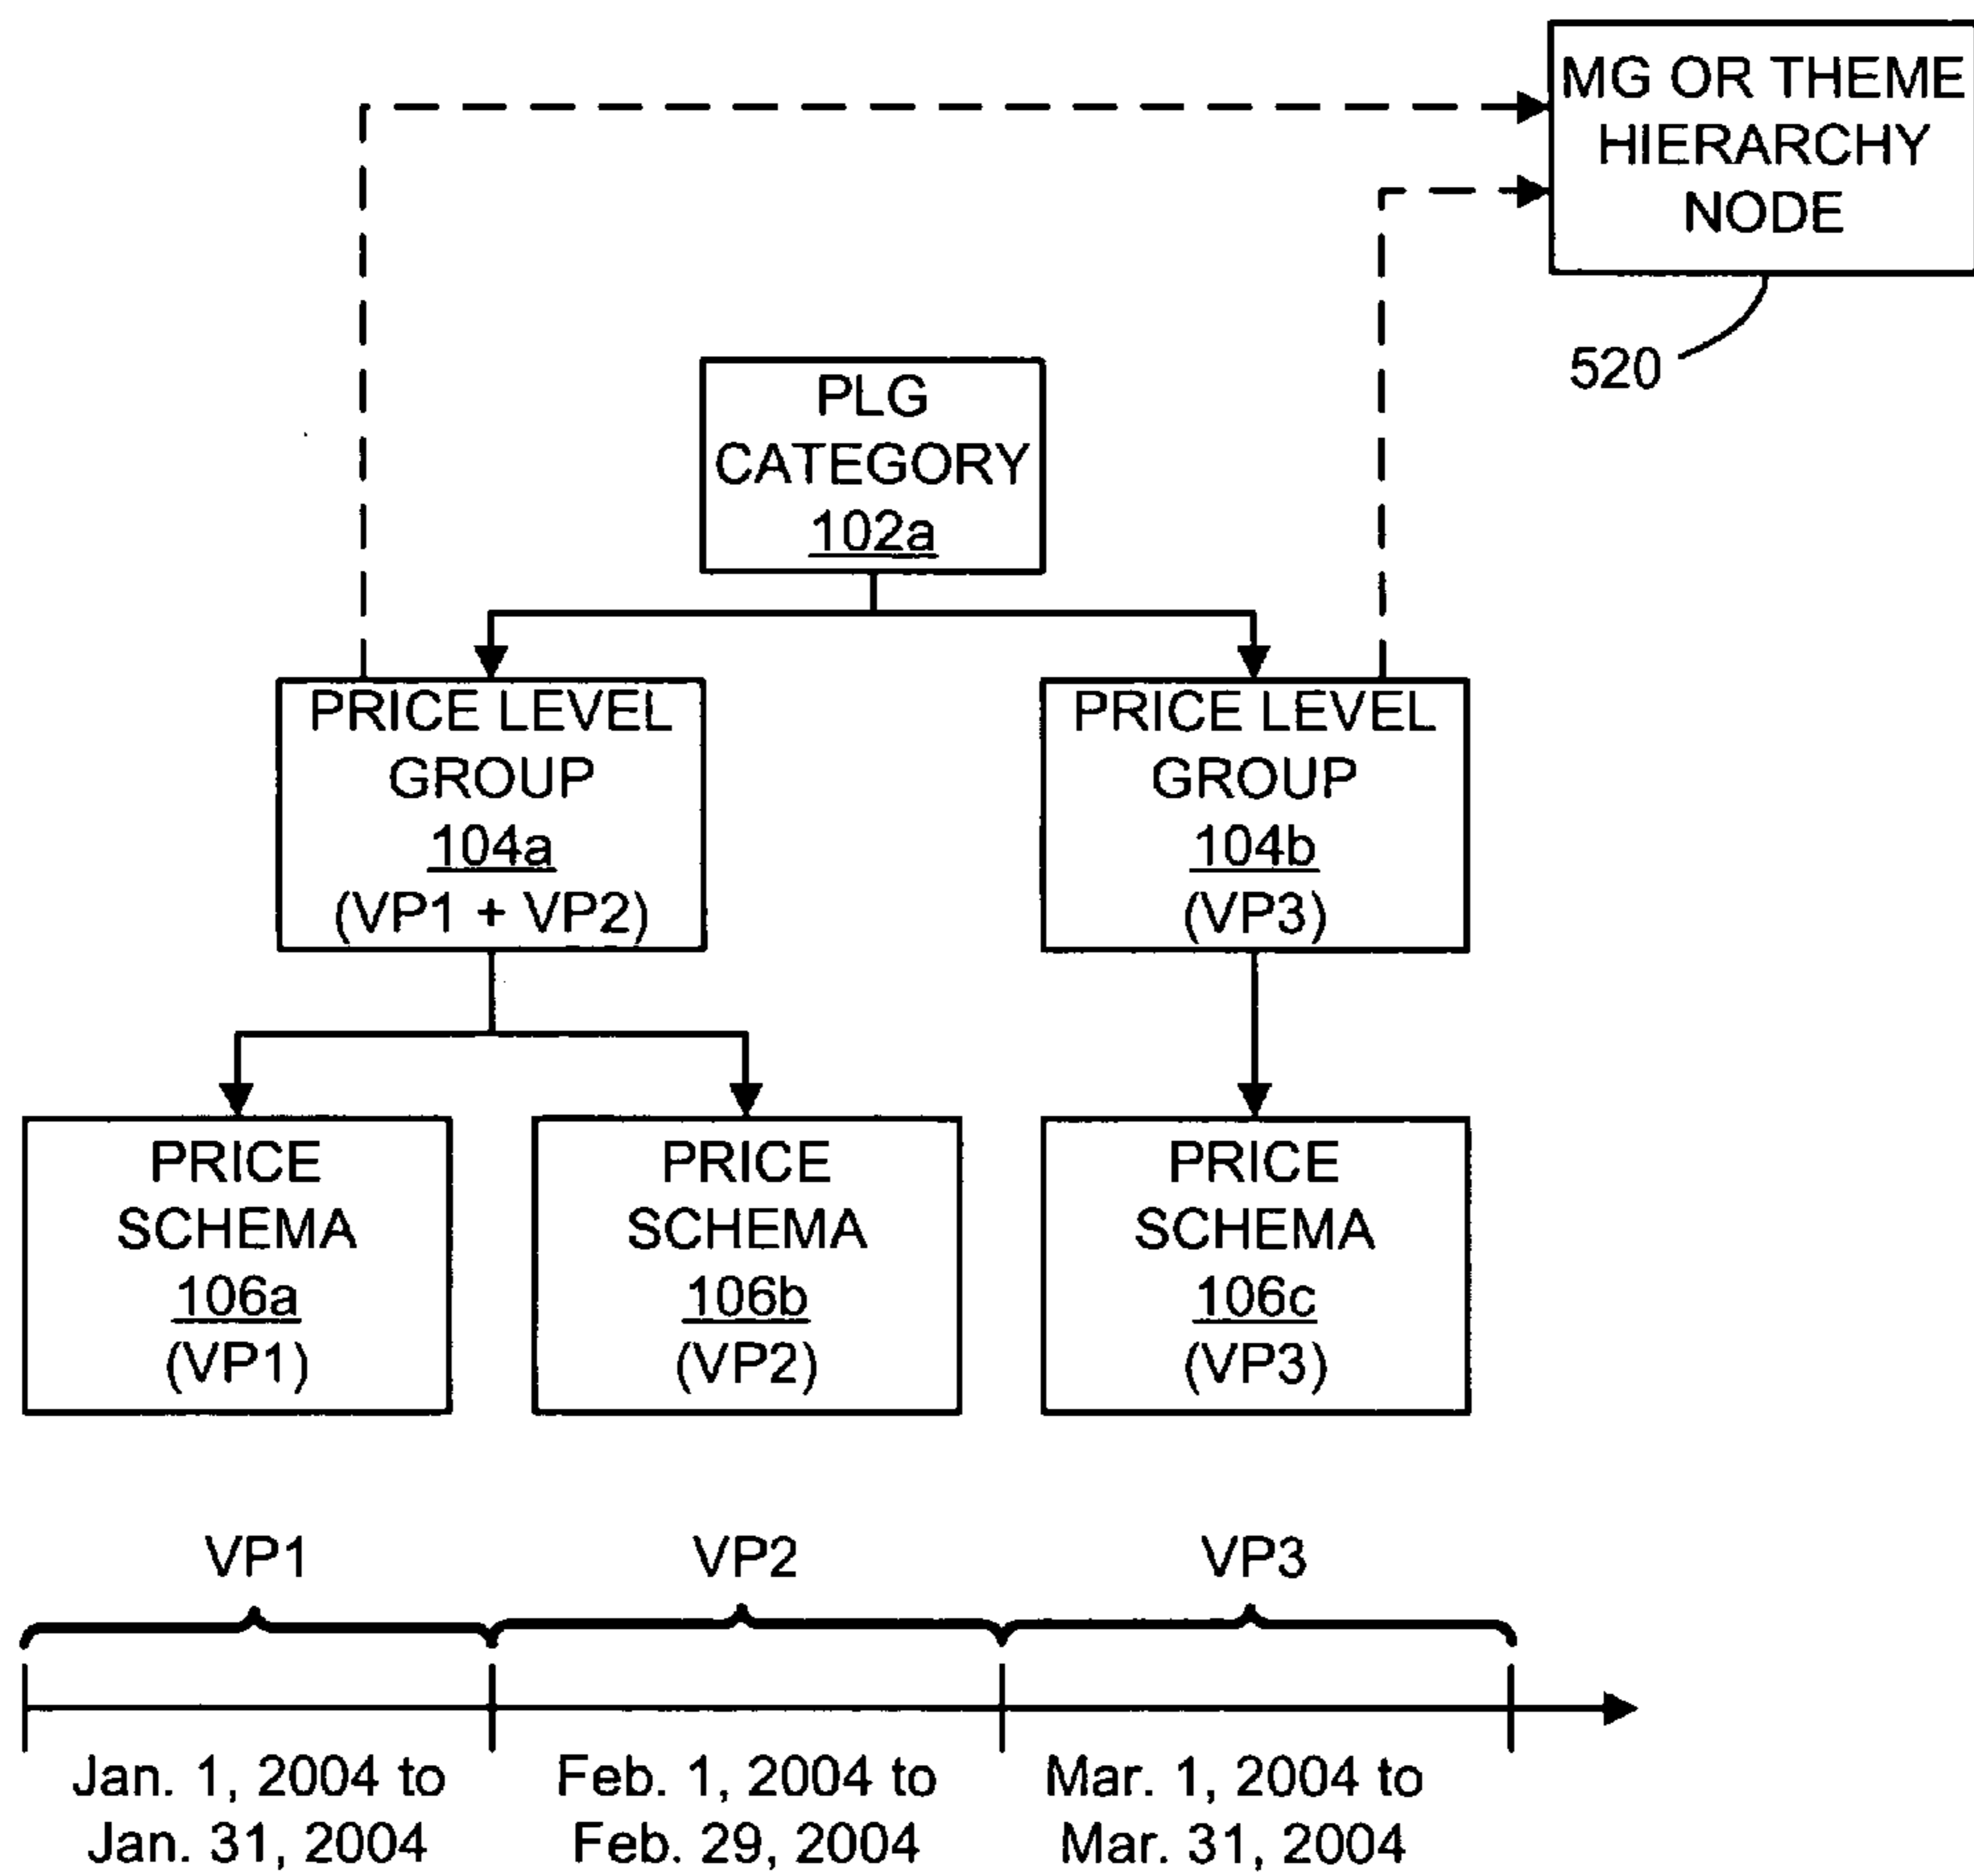 MG OR THEME
HIERARCHY
NODE
520
PLG
CATEGORY
102a
PRICE LEVEL
GROUP
104a
(VP1 + VP2)
PRICE LEVEL
GROUP
104b
(VP3)
PRICE
SCHEMA
106a
(VP1)
PRICE
SCHEMA
106b
(VP2)
PRICE
SCHEMA
106c
(VP3)
VP1
VP2
VP3
Jan. 1, 2004 to
Jan. 31, 2004
Feb. 1, 2004 to
Feb. 29, 2004
Mar. 1, 2004 to
Mar. 31, 2004